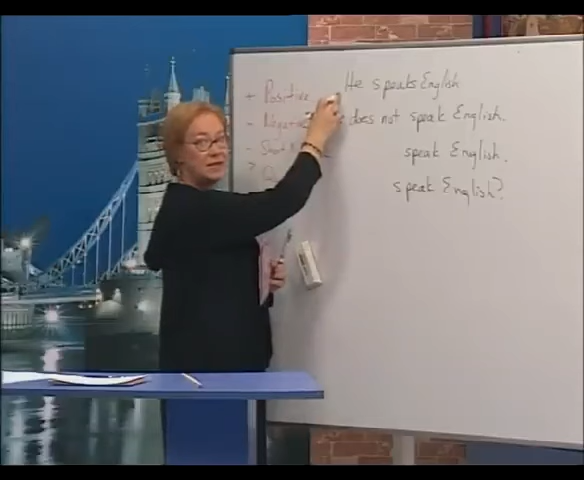 + Positive He speaks English
- does not speak English.
- speak English.
? speak English?